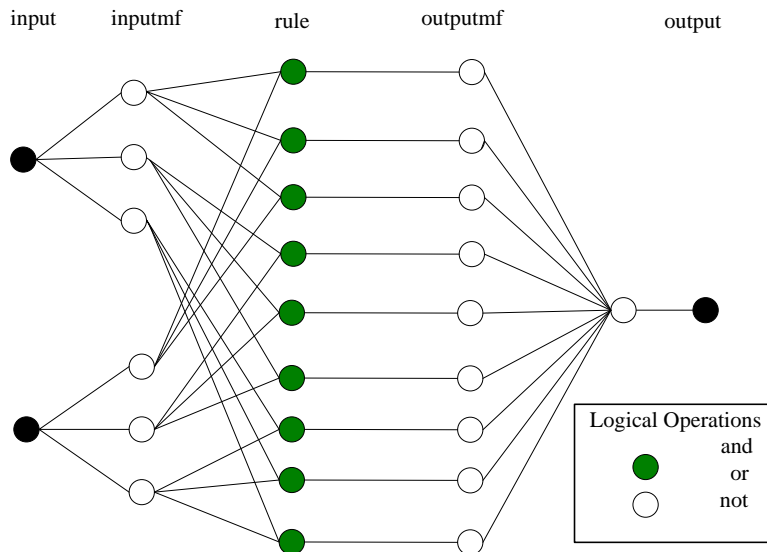 input inputmf rule outputmf output
Logical Operations
and
or
not